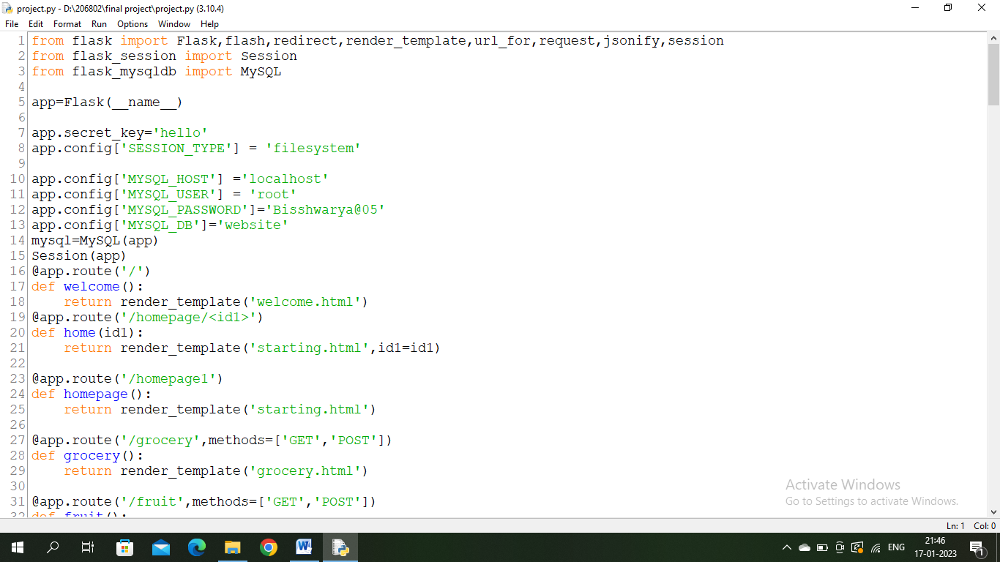 project.py - D:\206802\final project\project.py (3.10.4)
File Edit Format Run Options Window Help
1 from flask import Flask,flash,redirect,render_template,url_for,request,jsonify,session
2 from flask_session import Session
3 from flask_mysqldb import MySQL
4
5 app=Flask(__name__)
6
7 app.secret_key='hello'
8 app.config['SESSION_TYPE'] = 'filesystem'
9
10 app.config['MYSQL_HOST'] ='localhost'
11 app.config['MYSQL_USER'] = 'root'
12 app.config['MYSQL_PASSWORD']='Bisshwarya@05'
13 app.config['MYSQL_DB']='website'
14 mysql=MySQL(app)
15 Session(app)
16 @app.route('/')
17 def welcome():
18     return render_template('welcome.html')
19 @app.route('/homepage/<id1>')
20 def home(id1):
21     return render_template('starting.html',id1=id1)
22
23 @app.route('/homepage1')
24 def homepage():
25     return render_template('starting.html')
26
27 @app.route('/grocery',methods=['GET','POST'])
28 def grocery():
29     return render_template('grocery.html')
30
31 @app.route('/fruit',methods=['GET','POST'])
32 def fruit():
Activate Windows
Go to Settings to activate Windows.
Ln: 1 Col: 0
ENG
21:46
17-01-2023
1